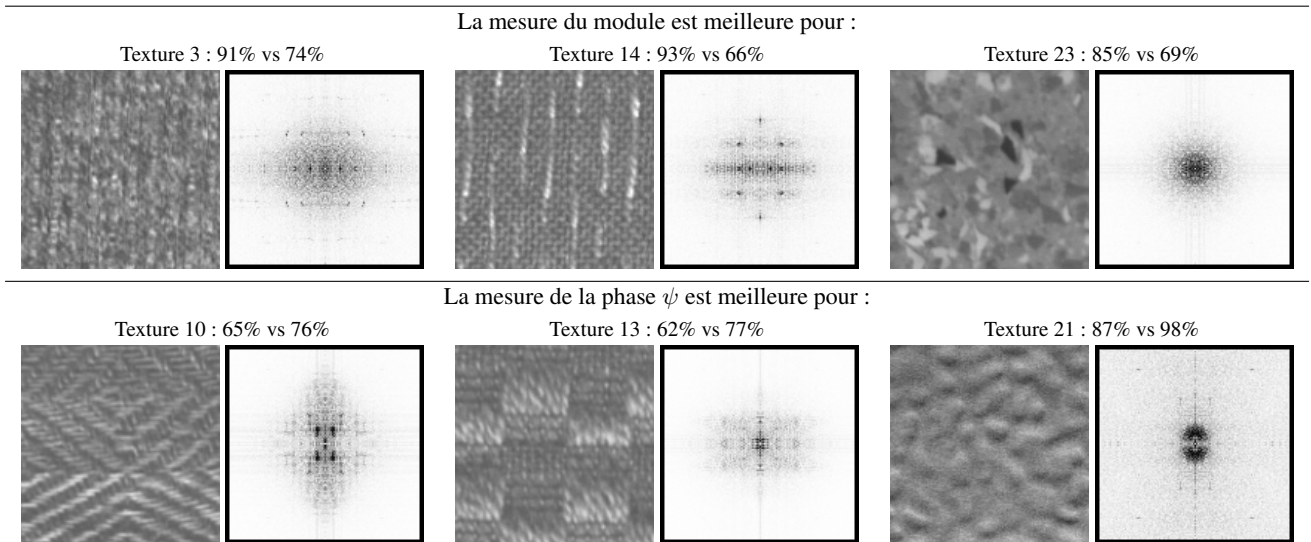 La mesure du module est meilleure pour :
Texture 3 : 91% vs 74%
Texture 14 : 93% vs 66%
Texture 23 : 85% vs 69%
La mesure de la phase ψ est meilleure pour :
Texture 10 : 65% vs 76%
Texture 13 : 62% vs 77%
Texture 21 : 87% vs 98%